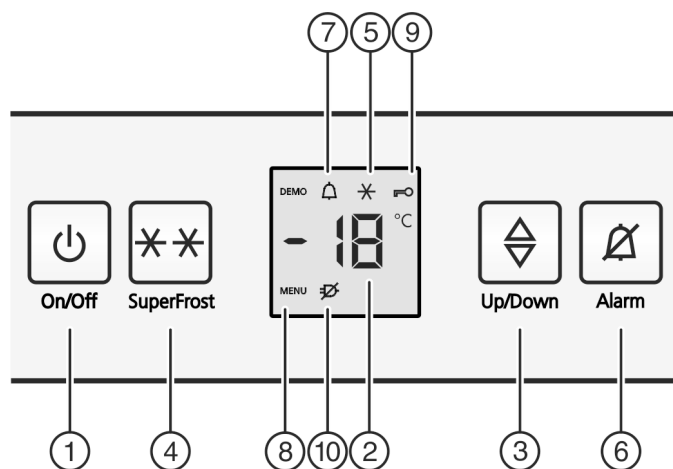 7 5 9
DEMO
-18 °C
MENU
On/Off SuperFrost Up/Down Alarm
1 4 8 10 2 3 6